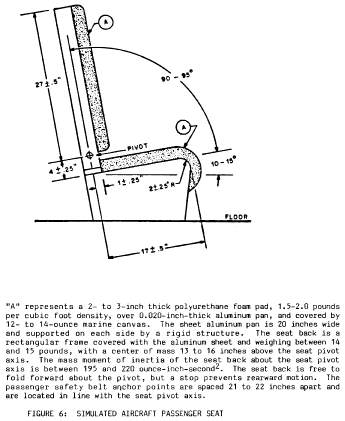 A
27±.5"
90 - 95°
A
PIVOT
10-15°
4±.25"
1±.25"
2±.25"R
FLOOR
17±.5"
"A" represents a 2- to 3-inch thick polyurethane foam pad, 1.5-2.0 pounds
per cubic foot density, over 0.020-inch-thick aluminum pan, and covered by
12- to 14-ounce marine canvas. The sheet aluminum pan is 20 inches wide
and supported on each side by a rigid structure. The seat back is a
rectangular frame covered with the aluminum sheet and weighing between 14
and 15 pounds, with a center of mass 13 to 16 inches above the seat pivot
axis. The mass moment of inertia of the seat back about the seat pivot
axis is between 195 and 220 ounce-inch-second2. The seat back is free to
fold forward about the pivot, but a stop prevents rearward motion. The
passenger safety belt anchor points are spaced 21 to 22 inches apart and
are located in line with the seat pivot axis.
FIGURE 6: SIMULATED AIRCRAFT PASSENGER SEAT